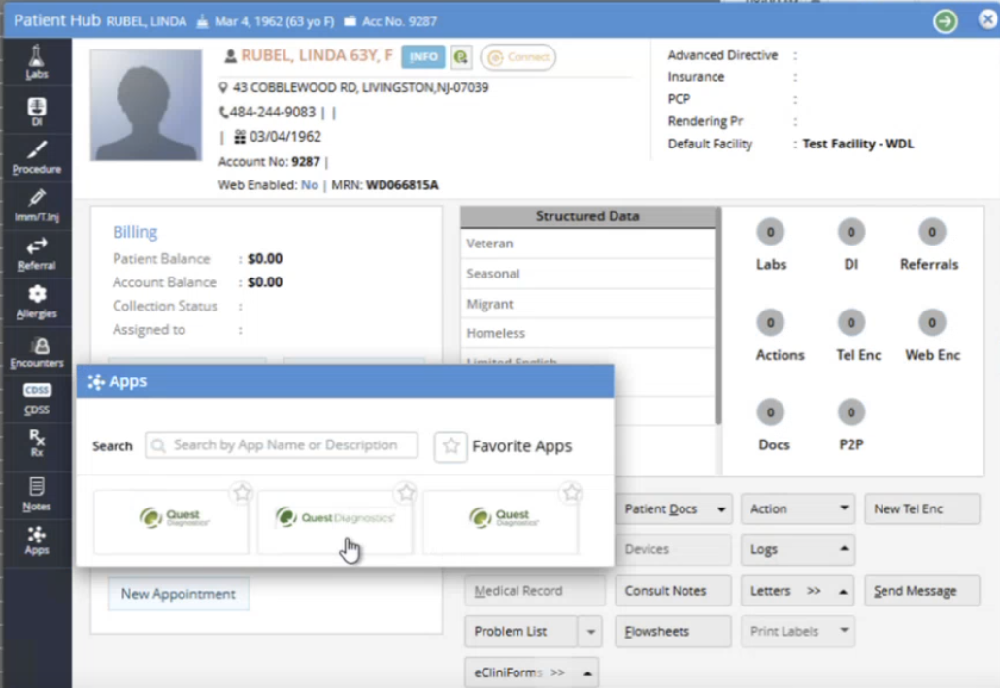 Patient Hub RUBEL, LINDA Mar 4, 1962 (63 yo F) Acc No. 9287
Labs
DI
Procedure
Imm/T.Inj
Referral
Allergies
Encounters
CDSS
CDSS
Rx
Rx
Notes
Apps
RUBEL, LINDA 63Y, F INFO Connect
43 COBBLEWOOD RD, LIVINGSTON,NJ-07039
484-244-9083 | |
| 03/04/1962
Account No: 9287 |
Web Enabled: No | MRN: WD066815A
Advanced Directive :
Insurance :
PCP :
Rendering Pr :
Default Facility : Test Facility - WDL
Billing
Patient Balance : $0.00
Account Balance : $0.00
Collection Status :
Assigned to :
Structured Data
Veteran
Seasonal
Migrant
Homeless
Limited English
0 0 0
Labs DI Referrals
0 0 0
Actions Tel Enc Web Enc
0 0
Docs P2P
Apps
Search Search by App Name or Description Favorite Apps
Quest Diagnostics
Quest Diagnostics
Quest Diagnostics
New Appointment
Patient Docs Action New Tel Enc
Devices Logs
Medical Record Consult Notes Letters >> Send Message
Problem List Flowsheets Print Labels
eCliniForms >>